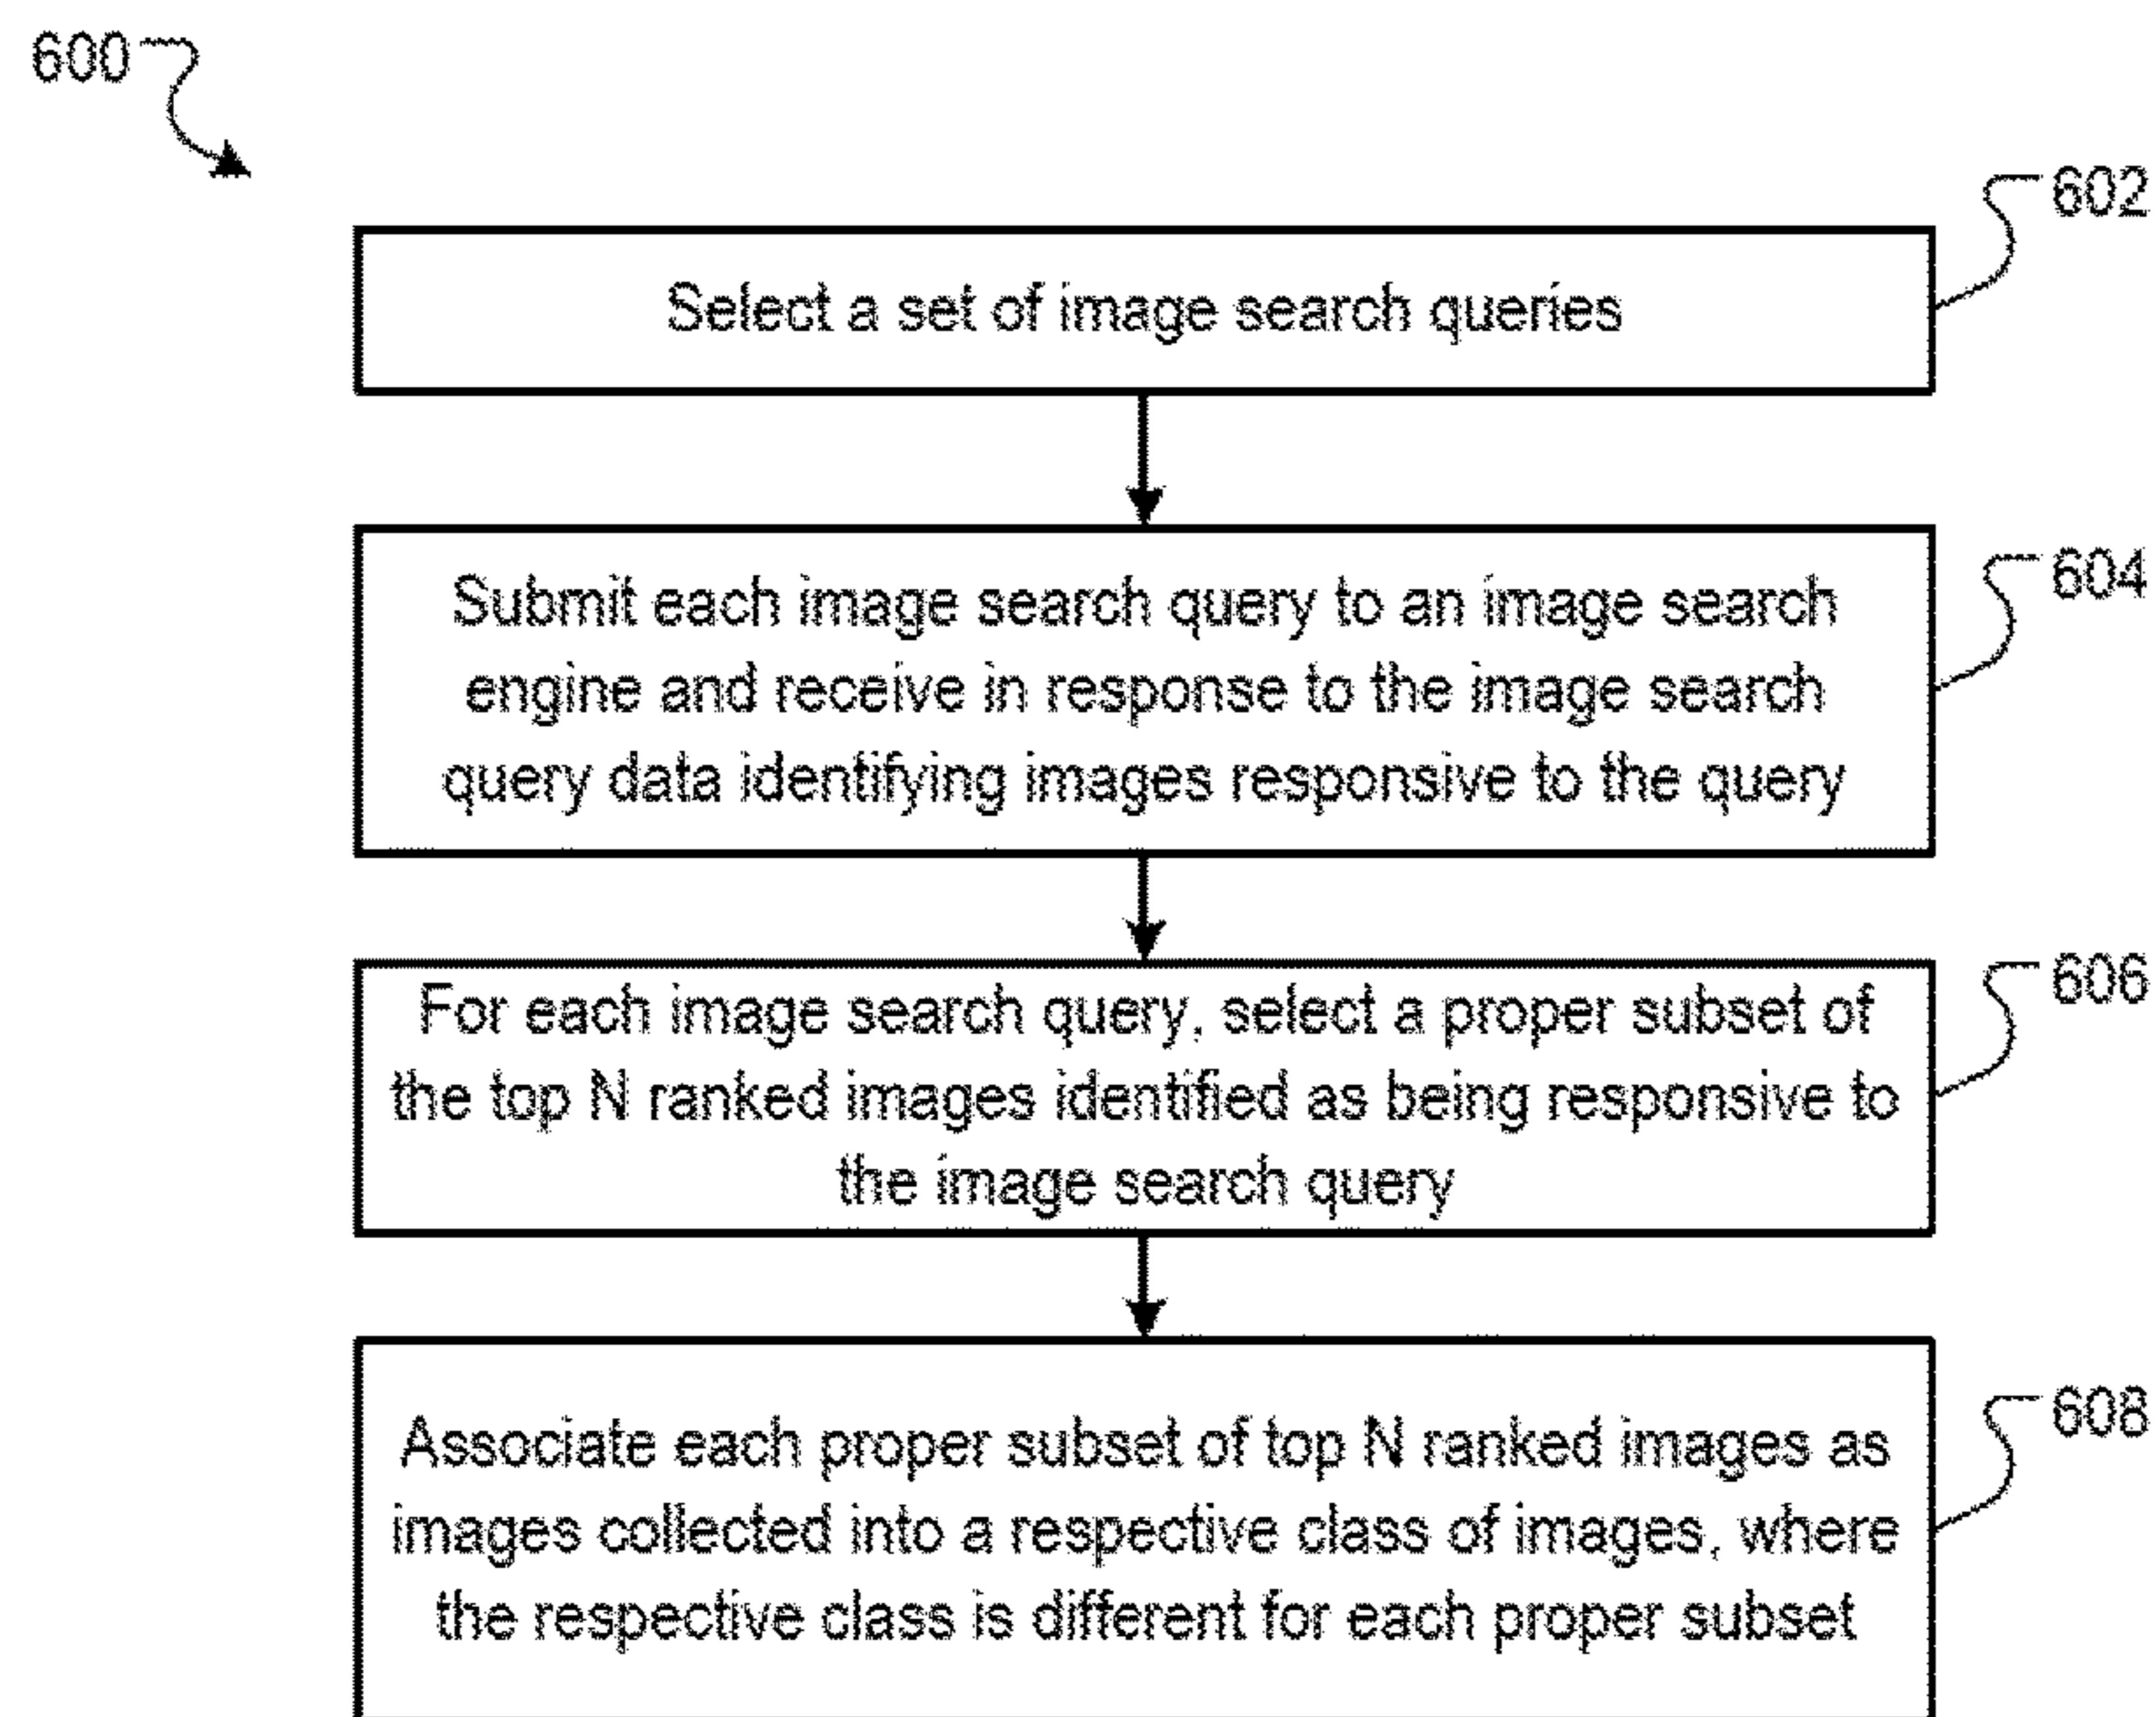 600
602
Select a set of image search queries
604
Submit each image search query to an image search
engine and receive in response to the image search
query data identifying images responsive to the query
606
For each image search query, select a proper subset of
the top N ranked images identified as being responsive to
the image search query
608
Associate each proper subset of top N ranked images as
images collected into a respective class of images, where
the respective class is different for each proper subset